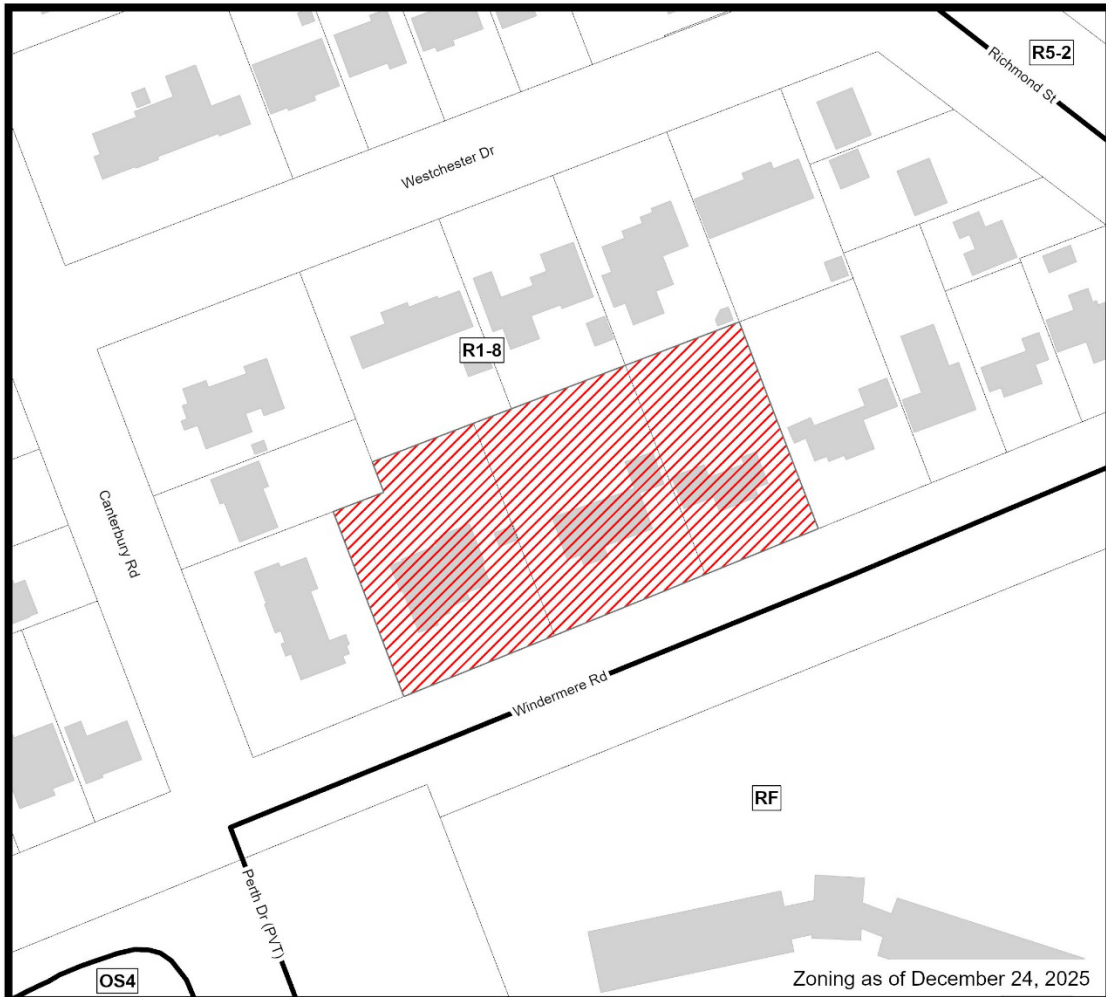 R5-2
Richmond St
Westchester Dr
R1-8
Canterbury Rd
Windermere Rd
RF
Perth Dr (PVT)
OS4
Zoning as of December 24, 2025